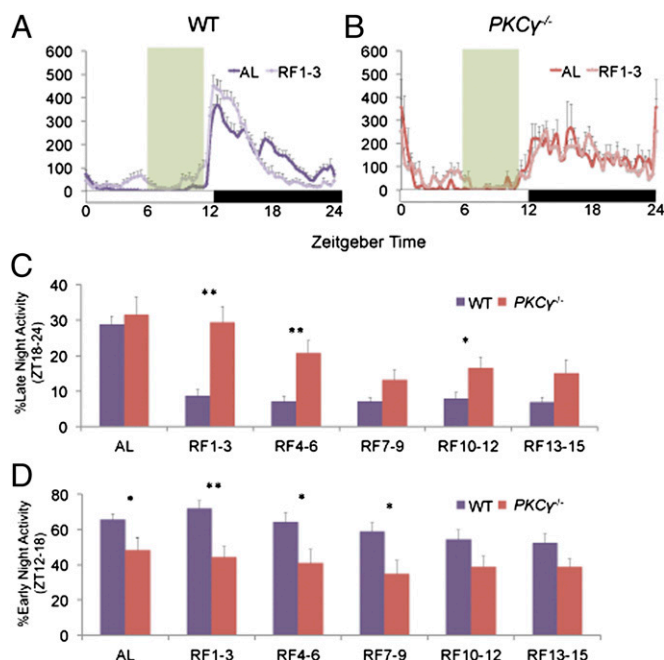 A WT B PKCγ-/-
600 AL RF1-3 600 AL RF1-3
500 500
400 400
300 300
200 200
100 100
0 0
0 6 12 18 24 0 6 12 18 24
Zeitgeber Time
C
%Late Night Activity
(ZT18-24)
40
30
20
10
0
WT PKCγ-/-
** ** *
AL RF1-3 RF4-6 RF7-9 RF10-12 RF13-15
D
%Early Night Activity
(ZT12-18)
80
60
40
20
0
WT PKCγ-/-
* ** * *
AL RF1-3 RF4-6 RF7-9 RF10-12 RF13-15